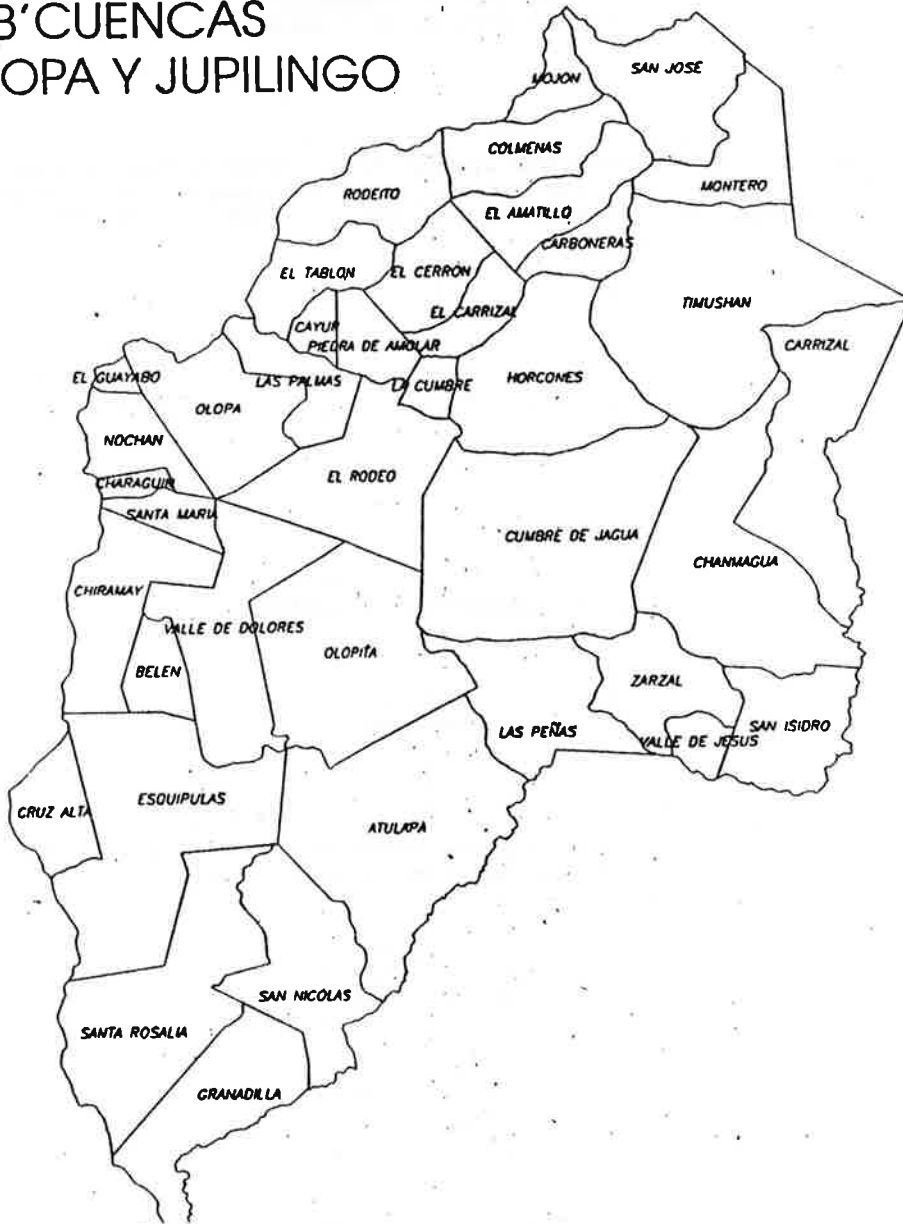 B'CUENCAS
OPA Y JUPILINGO
MOJON
SAN JOSÉ
COLMENAS
MONTERO
RODEITO
EL AMATILLO
CARBONERAS
EL TABLON
EL CERRON
TIMUSHAN
EL CARRIZAL
CAYUR
PIEDRA DE AMOLAR
CARRIZAL
EL GUAYABO
LAS PALMAS
LA CUMBRE
HORCONES
OLOPA
NOCHAN
EL RODEO
CHARAGUIN
SANTA MARIA
CUMBRE DE JAGUA
CHANMAGUA
CHIRAMAY
VALLE DE DOLORES
OLOPITA
BELEN
ZARZAL
LAS PEÑAS
VALLE DE JESUS
SAN ISIDRO
ESQUIPULAS
CRUZ ALTA
ATULAPA
SAN NICOLAS
SANTA ROSALIA
GRANADILLA